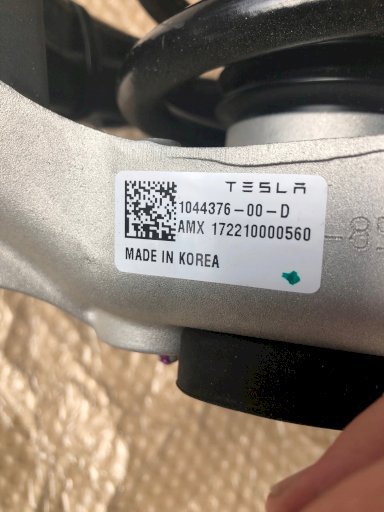 TESLA
1044376-00-D
AMX 172210000560
MADE IN KOREA